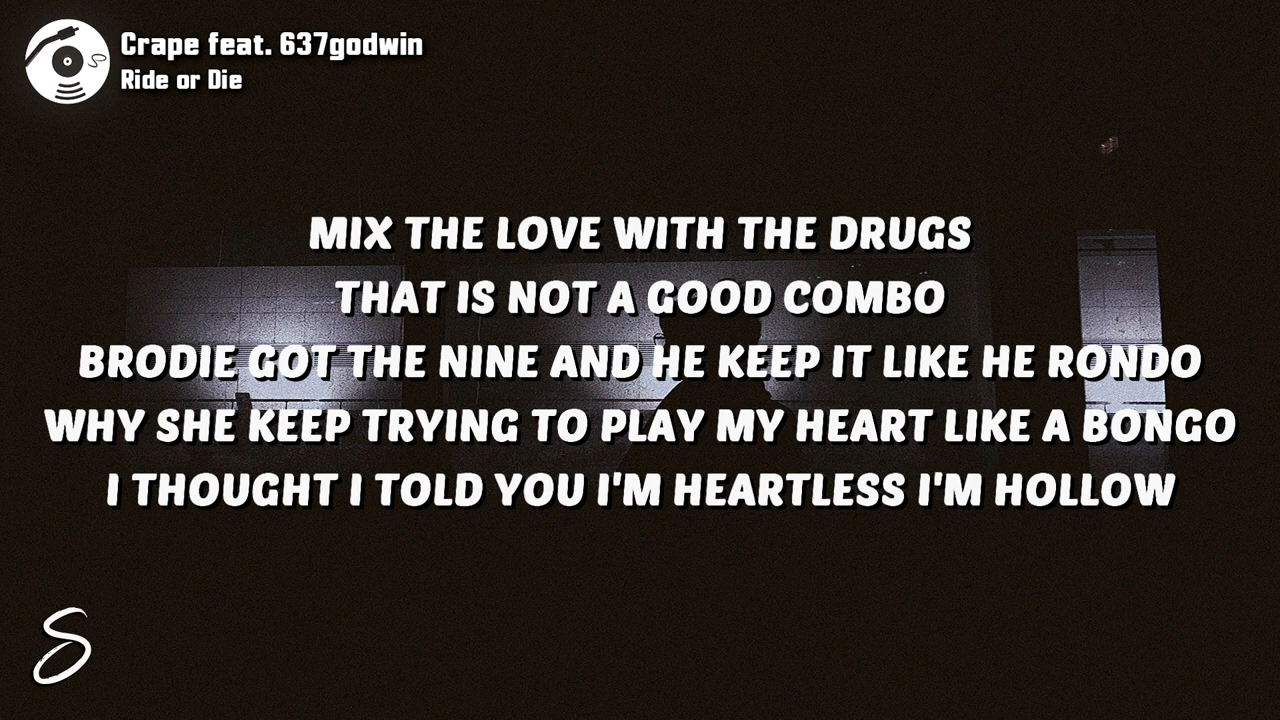 Crape feat. 637godwin
Ride or Die
MIX THE LOVE WITH THE DRUGS
THAT IS NOT A GOOD COMBO
BRODIE GOT THE NINE AND HE KEEP IT LIKE HE RONDO
WHY SHE KEEP TRYING TO PLAY MY HEART LIKE A BONGO
I THOUGHT I TOLD YOU I'M HEARTLESS I'M HOLLOW
S